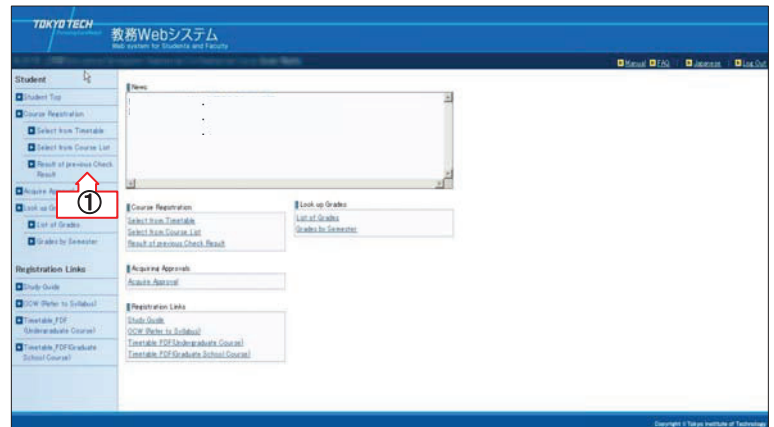 TOKYO TECH
教務Webシステム
Web system for Students and Faculty
Manual FAQ Japanese Log Out
Student
Student Top
Course Registration
Select from Timetable
Select from Course List
Result of previous Check
Result
Acquire
Look up
List of Grades
Grades by Semester
①
Registration Links
Study Guide
OCW (Refer to Syllabus)
Timetable_PDF
(Undergraduate Course)
Timetable_PDF(Graduate
School Course)
News
Course Registration
Select from Timetable
Select from Course List
Result of previous Check Result
Look up Grades
List of Grades
Grades by Semester
Acquiring Approvals
Acquire Approval
Registration Links
Study Guide
OCW (Refer to Syllabus)
Timetable_PDF(Undergraduate Course)
Timetable_PDF(Graduate School Course)
Copyright © Tokyo Institute of Technology